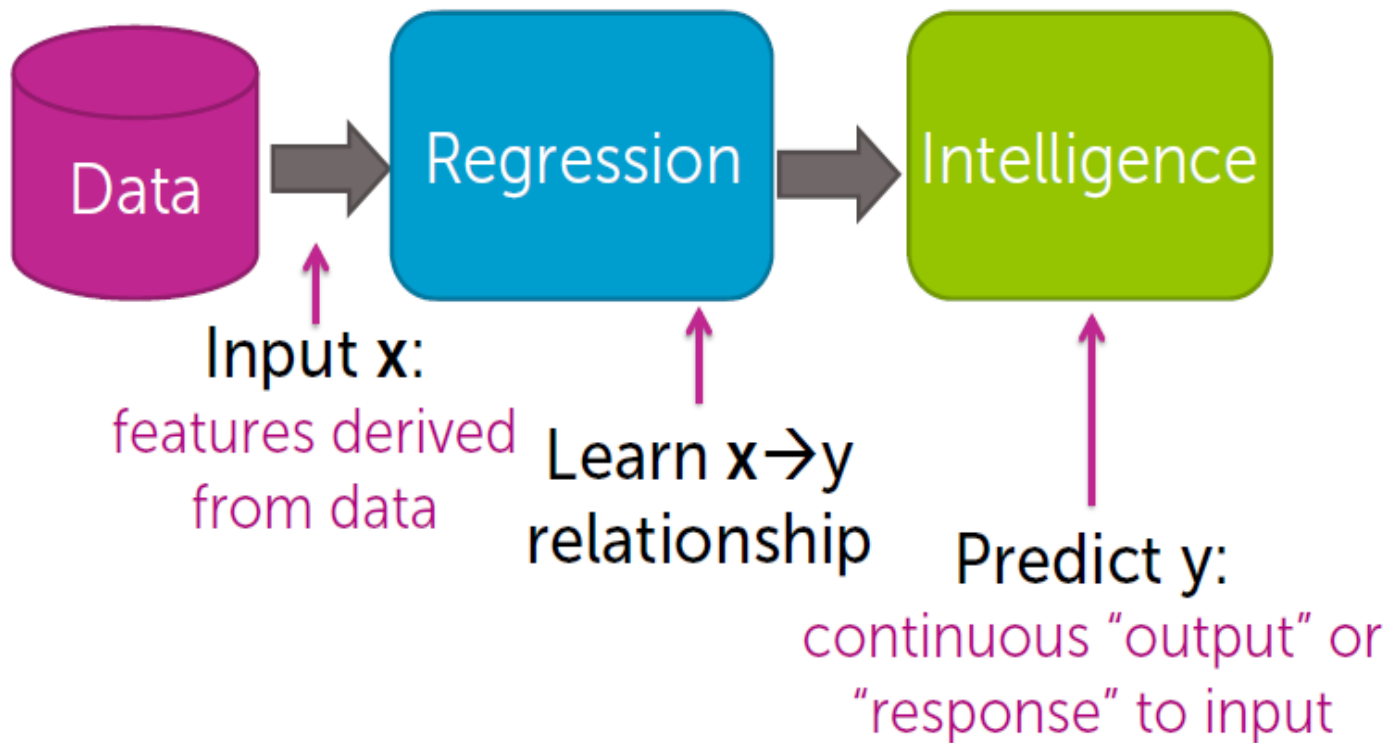 Data
Regression
Intelligence
Input x:
features derived
from data
Learn x→y
relationship
Predict y:
continuous “output” or
“response” to input